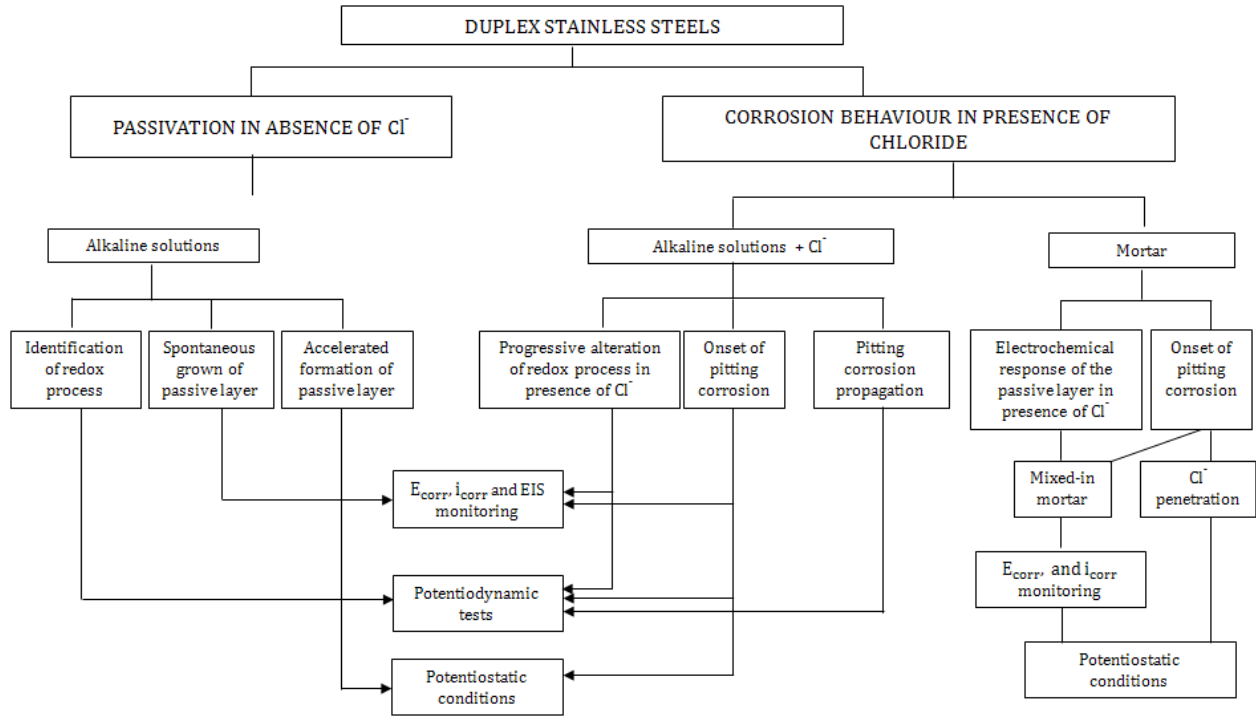 DUPLEX STAINLESS STEELS
PASSIVATION IN ABSENCE OF Cl⁻
CORROSION BEHAVIOUR IN PRESENCE OF
CHLORIDE
Alkaline solutions
Alkaline solutions + Cl⁻
Mortar
Identification
of redox
process
Spontaneous
grown of
passive layer
Accelerated
formation of
passive layer
Progressive alteration
of redox process in
presence of Cl⁻
Onset of
pitting
corrosion
Pitting
corrosion
propagation
Electrochemical
response of the
passive layer in
presence of Cl⁻
Onset of
pitting
corrosion
E_corr, i_corr and EIS
monitoring
Mixed-in
mortar
Cl⁻
penetration
Potentiodynamic
tests
E_corr, and i_corr
monitoring
Potentiostatic
conditions
Potentiostatic
conditions